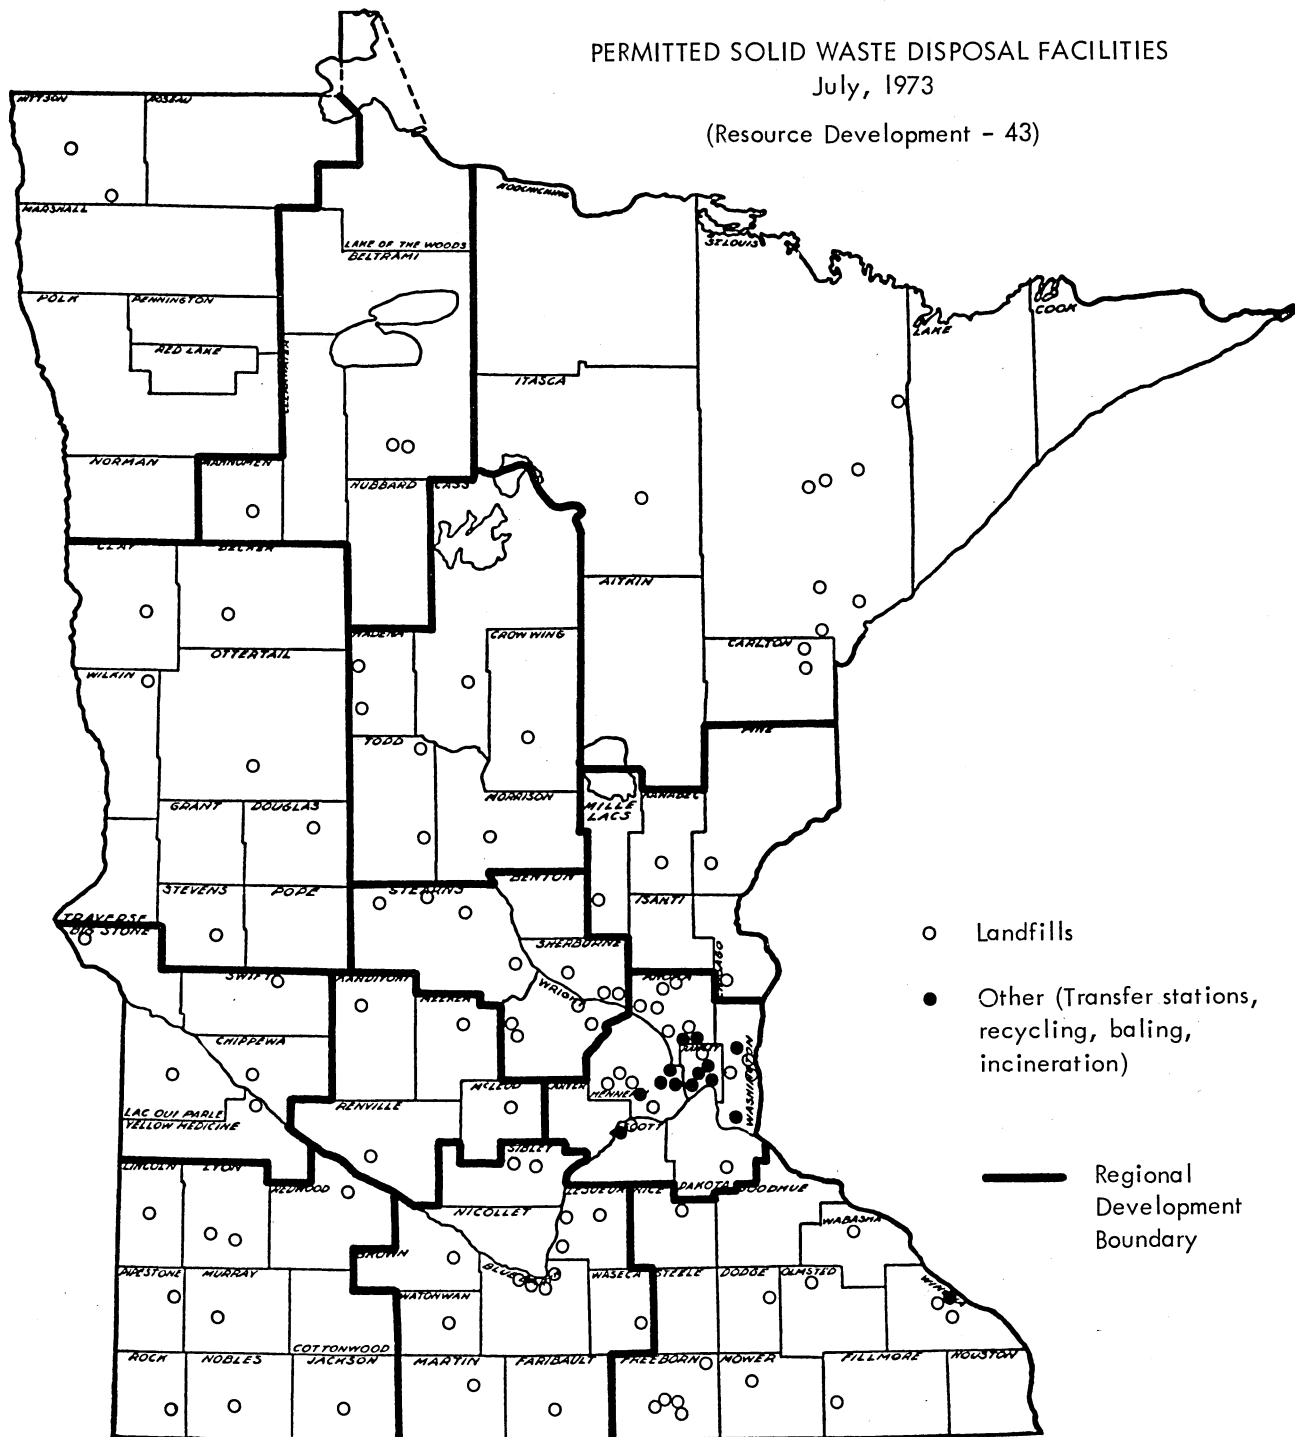 PERMITTED SOLID WASTE DISPOSAL FACILITIES
July, 1973
(Resource Development - 43)
KITTSON
ROSEAU
MARSHALL
KOOCHICHING
ST. LOUIS
LAKE OF THE WOODS
BELTRAMI
POLK
PENNINGTON
COOK
LAKE
RED LAKE
CLEARWATER
ITASCA
NORMAN
MAHNOMEN
HUBBARD
CASS
CLAY
BECKER
AITKIN
WADENA
CROW WING
CARLTON
OTTERTAIL
WILKIN
PINE
TODD
MORRISON
MILLE
LACS
KANABEC
GRANT
DOUGLAS
BENTON
STEVENS
POPE
STEARNS
ISANTI
TRAVERSE
BIG STONE
SHERBURNE
CHISAGO
Landfills
SWIFT
KANDIYOHI
ANOKA
MEEKER
WRIGHT
Other (Transfer stations,
recycling, baling,
incineration)
CHIPPEWA
RAMSEY
WASHINGTON
McLEOD
CARVER
HENNEPIN
LAC QUI PARLE
YELLOW MEDICINE
RENVILLE
SCOTT
SIBLEY
LINCOLN
LYON
REDWOOD
LESUEUR
RICE
DAKOTA
GOODHUE
Regional
Development
Boundary
NICOLLET
WABASHA
BROWN
BLUE EARTH
PIPESTONE
MURRAY
WASECA
STEELE
DODGE
OLMSTED
WINONA
WATONWAN
COTTONWOOD
ROCK
NOBLES
JACKSON
MARTIN
FARIBAULT
FREEBORN
MOWER
FILLMORE
HOUSTON